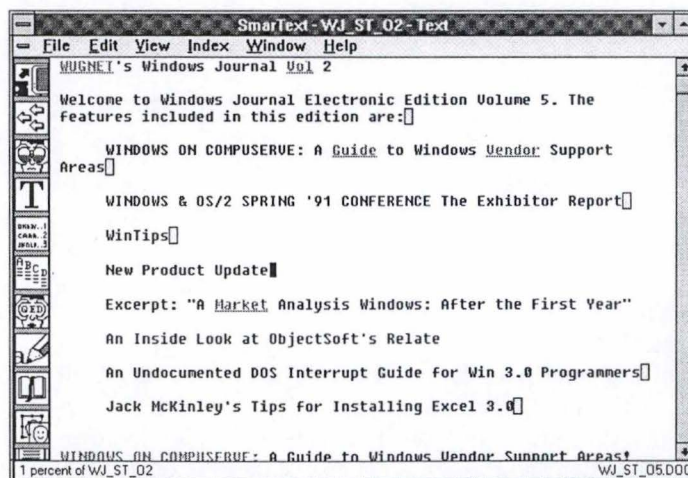 SmarText - WJ_ST_02 - Text
File Edit View Index Window Help
WUGNET's Windows Journal Vol 2
Welcome to Windows Journal Electronic Edition Volume 5. The
features included in this edition are:
WINDOWS ON COMPUSERVE: A Guide to Windows Vendor Support
Areas
WINDOWS & OS/2 SPRING '91 CONFERENCE The Exhibitor Report
WinTips
New Product Update
Excerpt: "A Market Analysis Windows: After the First Year"
An Inside Look at ObjectSoft's Relate
An Undocumented DOS Interrupt Guide for Win 3.0 Programmers
Jack McKinley's Tips for Installing Excel 3.0
WINDOWS ON COMPUSERVE: A Guide to Windows Vendor Support Areas!
T
A B C D
1 percent of WJ_ST_02
WJ_ST_05.DOC